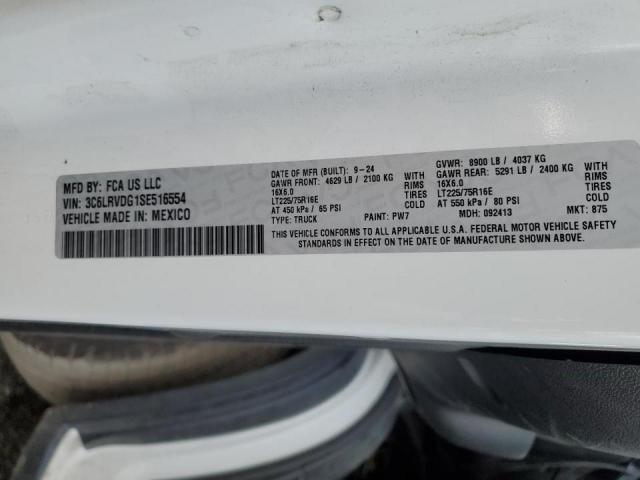 MFD BY: FCA US LLC
VIN: 3C6LRVDG1SE516554
VEHICLE MADE IN: MEXICO
DATE OF MFR (BUILT): 9-24
GAWR FRONT: 4629 LB / 2100 KG WITH
16X6.0 RIMS
LT225/75R16E TIRES
AT 450 kPa / 65 PSI COLD
TYPE: TRUCK PAINT: PW7
GVWR: 8900 LB / 4037 KG
GAWR REAR: 5291 LB / 2400 KG WITH
16X6.0 RIMS
LT225/75R16E TIRES
AT 550 kPa / 80 PSI COLD
MDH: 092413 MKT: 875
THIS VEHICLE CONFORMS TO ALL APPLICABLE U.S.A. FEDERAL MOTOR VEHICLE SAFETY
STANDARDS IN EFFECT ON THE DATE OF MANUFACTURE SHOWN ABOVE